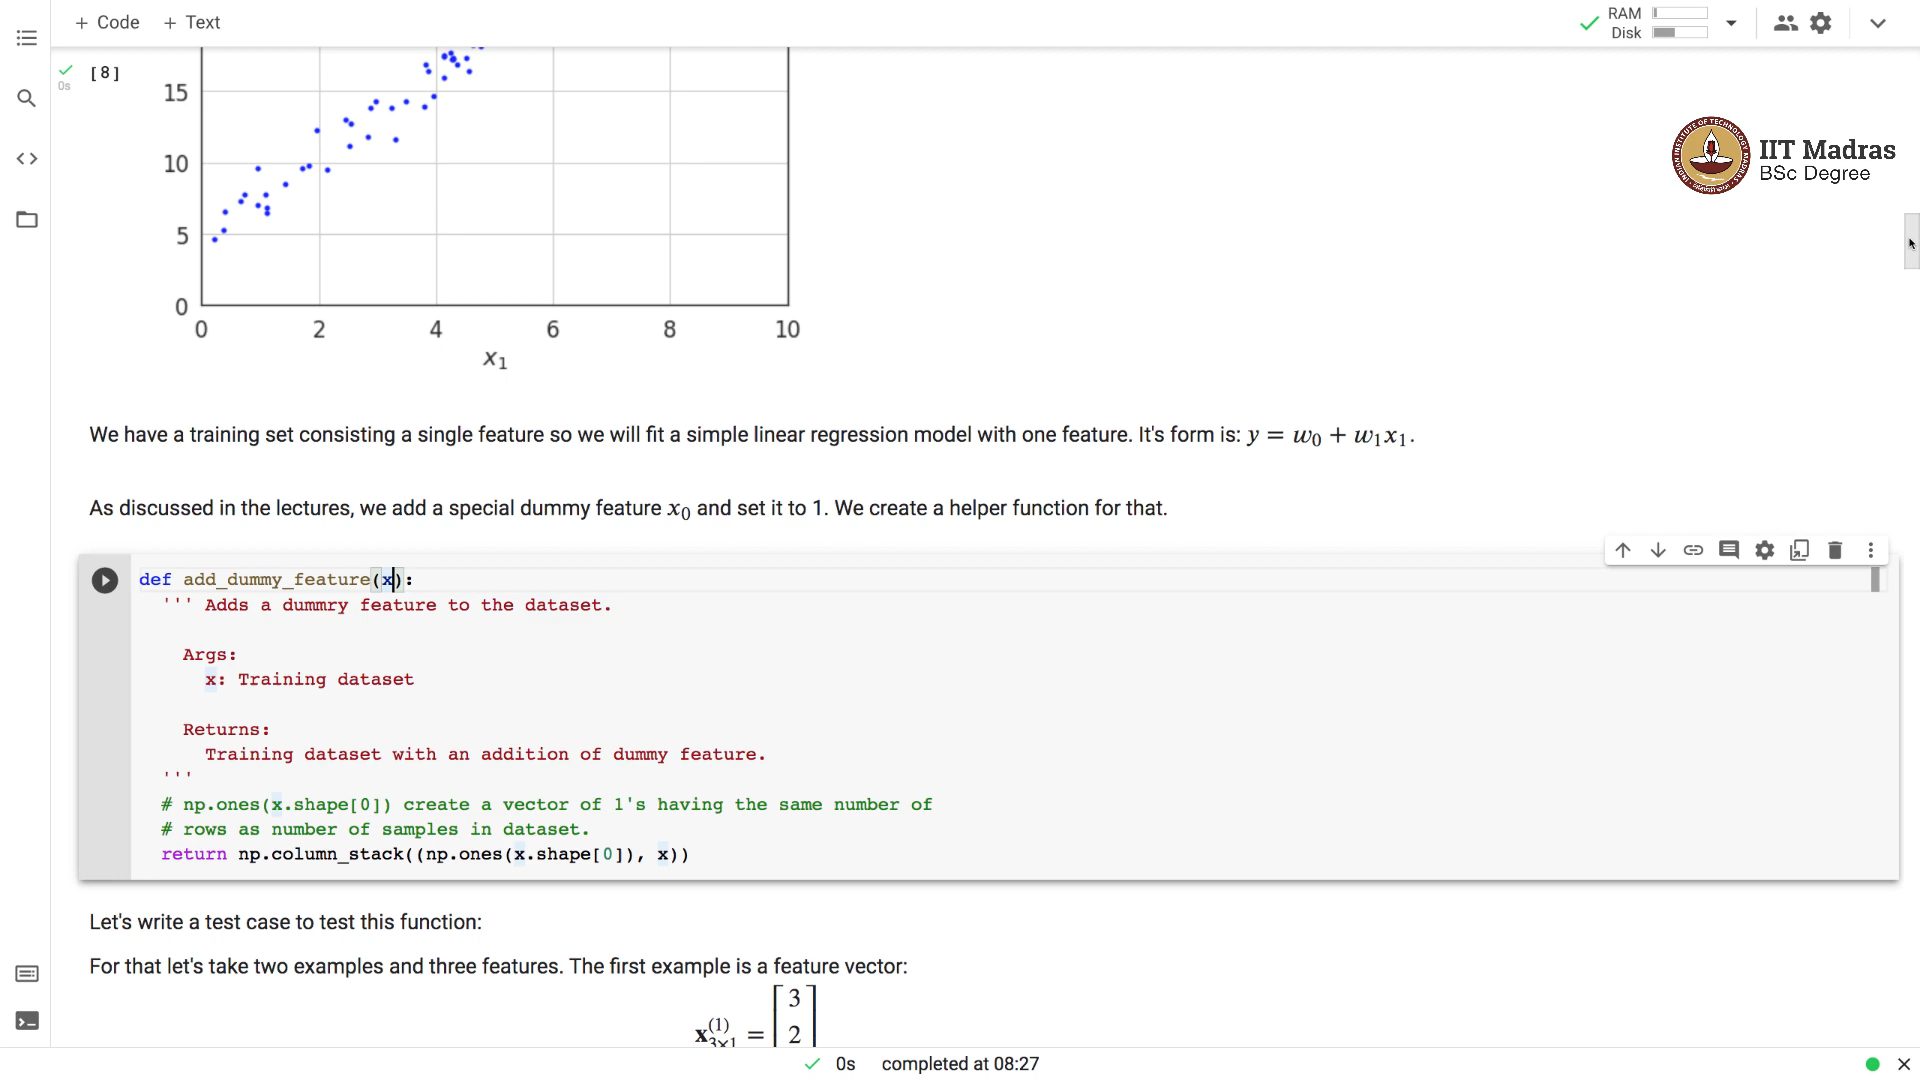 + Code + Text
RAM
Disk
[8]
0s
15
10
5
0
0 2 4 6 8 10
x₁
IIT Madras
BSc Degree
We have a training set consisting a single feature so we will fit a simple linear regression model with one feature. It's form is: y = w₀ + w₁x₁.
As discussed in the lectures, we add a special dummy feature x₀ and set it to 1. We create a helper function for that.
def add_dummy_feature(x):
''' Adds a dummry feature to the dataset.
Args:
x: Training dataset
Returns:
Training dataset with an addition of dummy feature.
'''
# np.ones(x.shape[0]) create a vector of 1's having the same number of
# rows as number of samples in dataset.
return np.column_stack((np.ones(x.shape[0]), x))
Let's write a test case to test this function:
For that let's take two examples and three features. The first example is a feature vector:
3
x⁽¹⁾₃ₓ₁ = 2
0s completed at 08:27